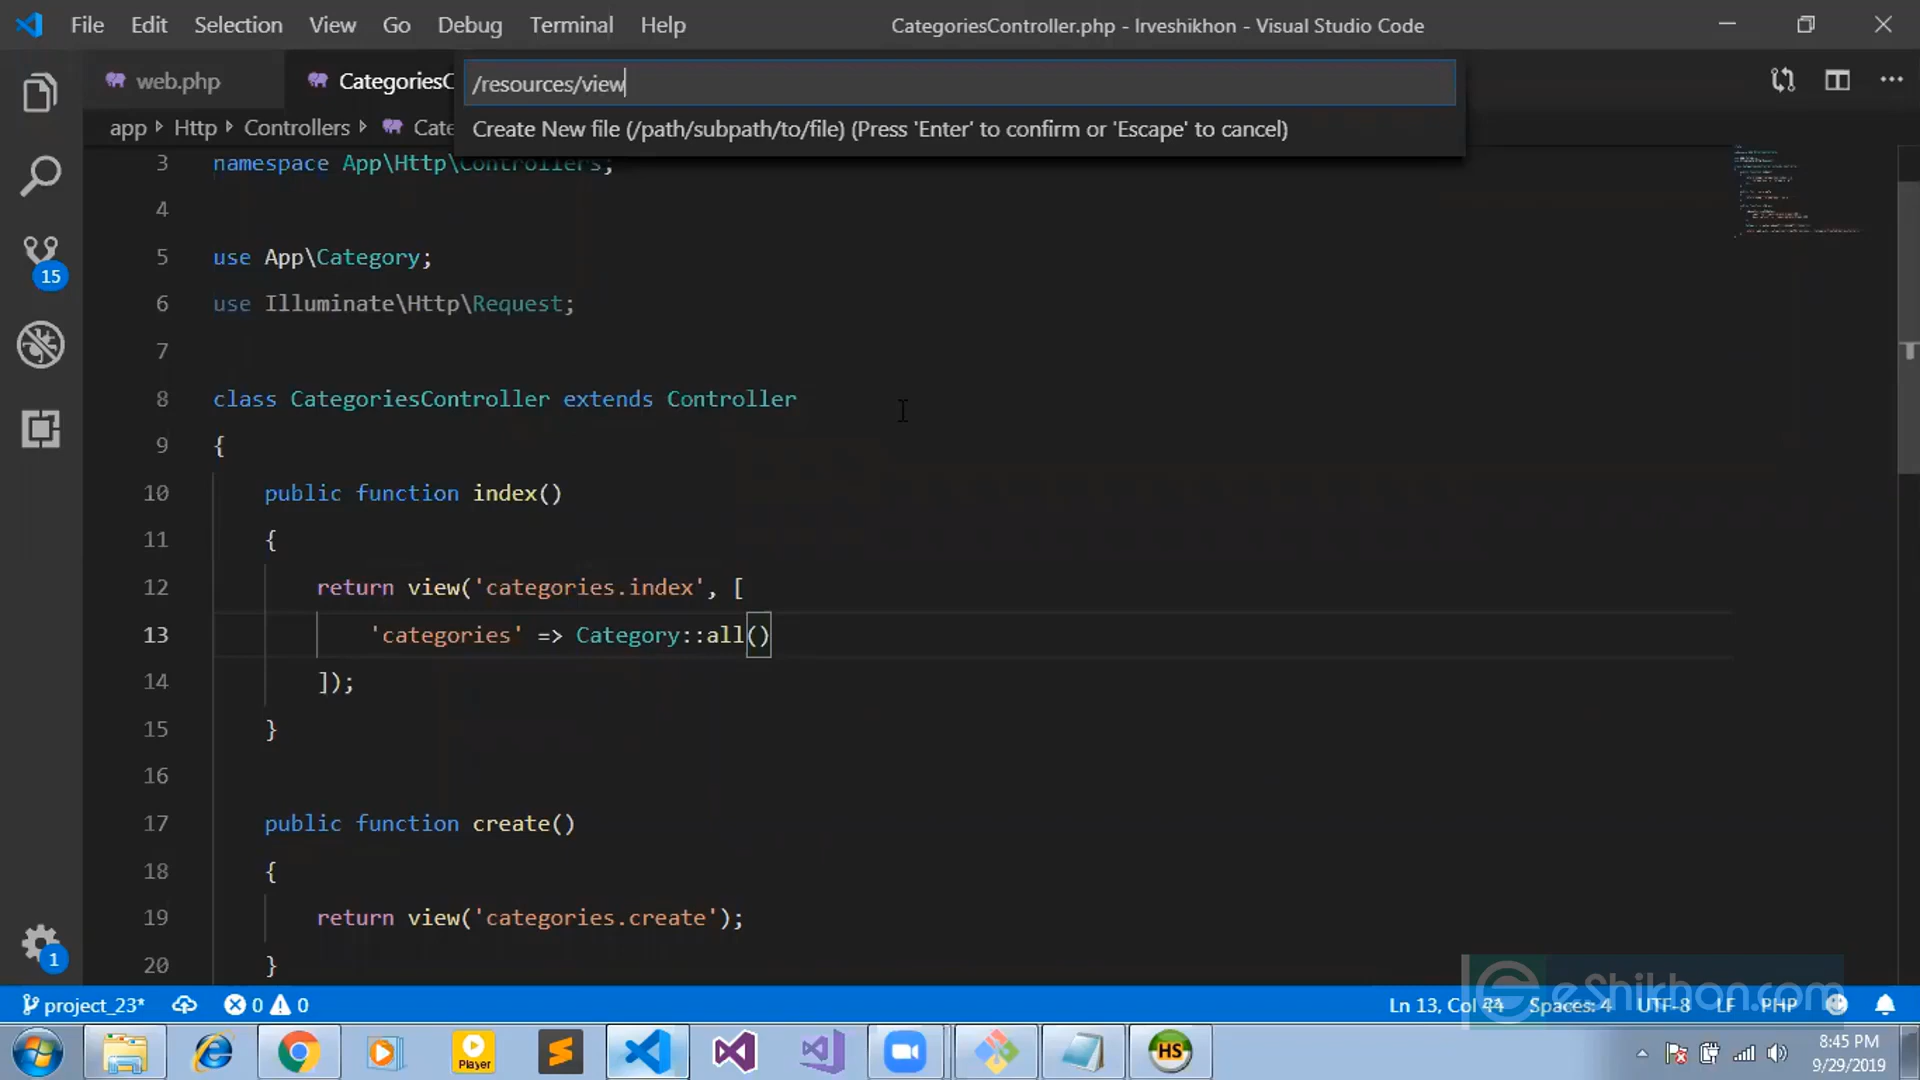 File Edit Selection View Go Debug Terminal Help
CategoriesController.php - Irveshikhon - Visual Studio Code
web.php
CategoriesC
/resources/view
Create New file (/path/subpath/to/file) (Press 'Enter' to confirm or 'Escape' to cancel)
app Http Controllers Cate
3 namespace App\Http\Controllers;
4
5 use App\Category;
6 use Illuminate\Http\Request;
7
8 class CategoriesController extends Controller
9 {
10 public function index()
11 {
12 return view('categories.index', [
13 'categories' => Category::all()
14 ]);
15 }
16
17 public function create()
18 {
19 return view('categories.create');
20 }
15
1
eShikhon.com
project_23* 0 0 Ln 13, Col 44 Spaces: 4 UTF-8 LF PHP
Player
HS
8:45 PM
9/29/2019